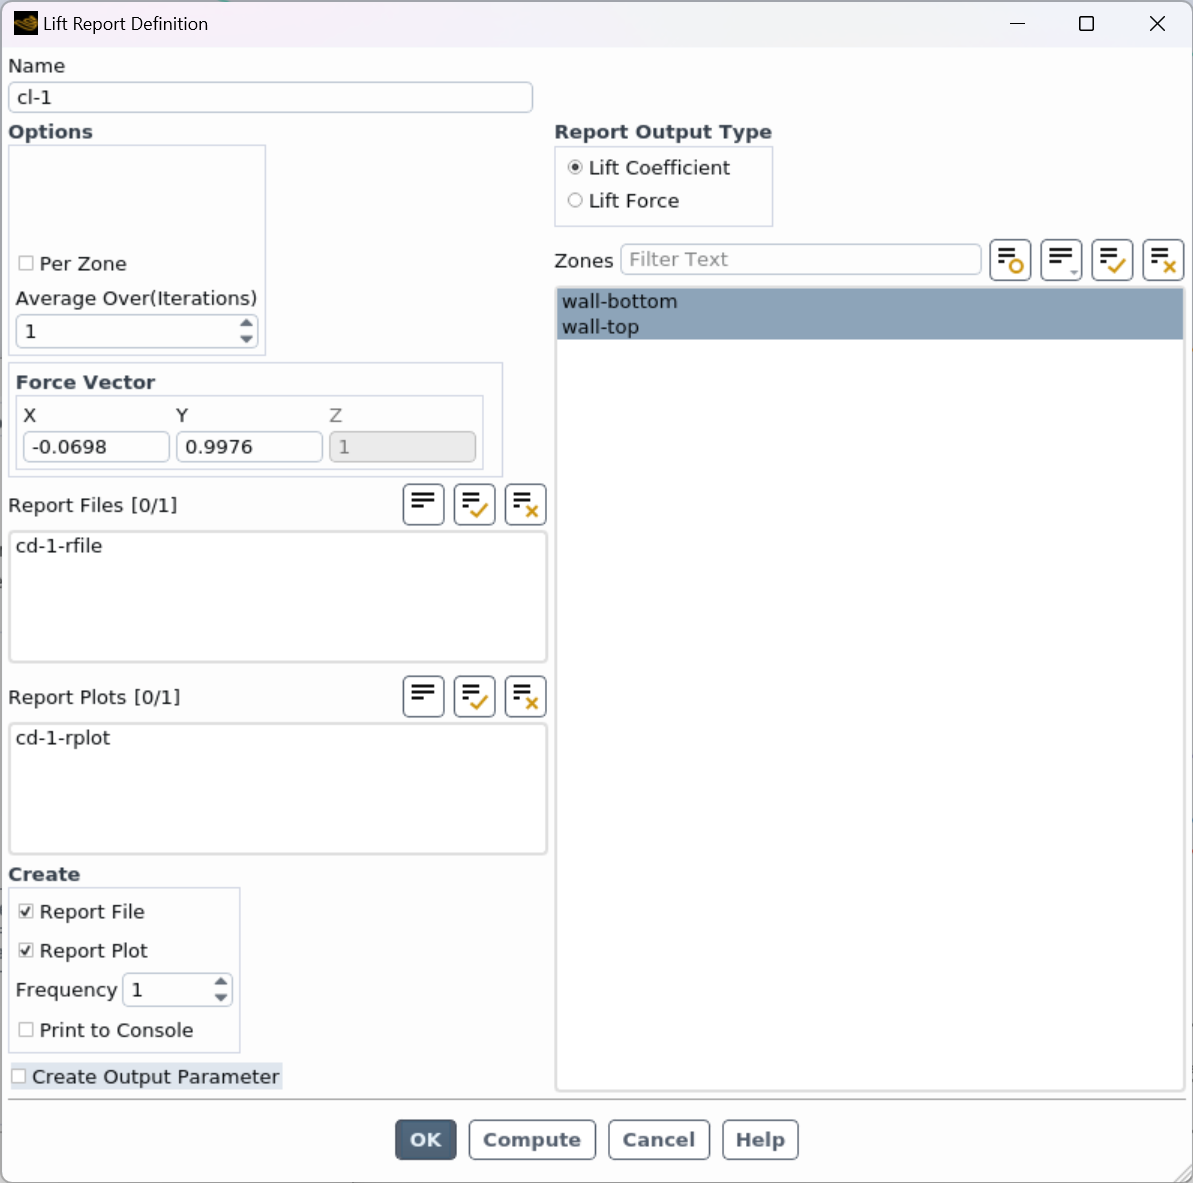 Lift Report Definition
Name
cl-1
Options
Per Zone
Average Over(Iterations)
1
Force Vector
X Y Z
-0.0698 0.9976 1
Report Files [0/1]
cd-1-rfile
Report Plots [0/1]
cd-1-rplot
Create
Report File
Report Plot
Frequency 1
Print to Console
Create Output Parameter
Report Output Type
Lift Coefficient
Lift Force
Zones Filter Text
wall-bottom
wall-top
OK Compute Cancel Help